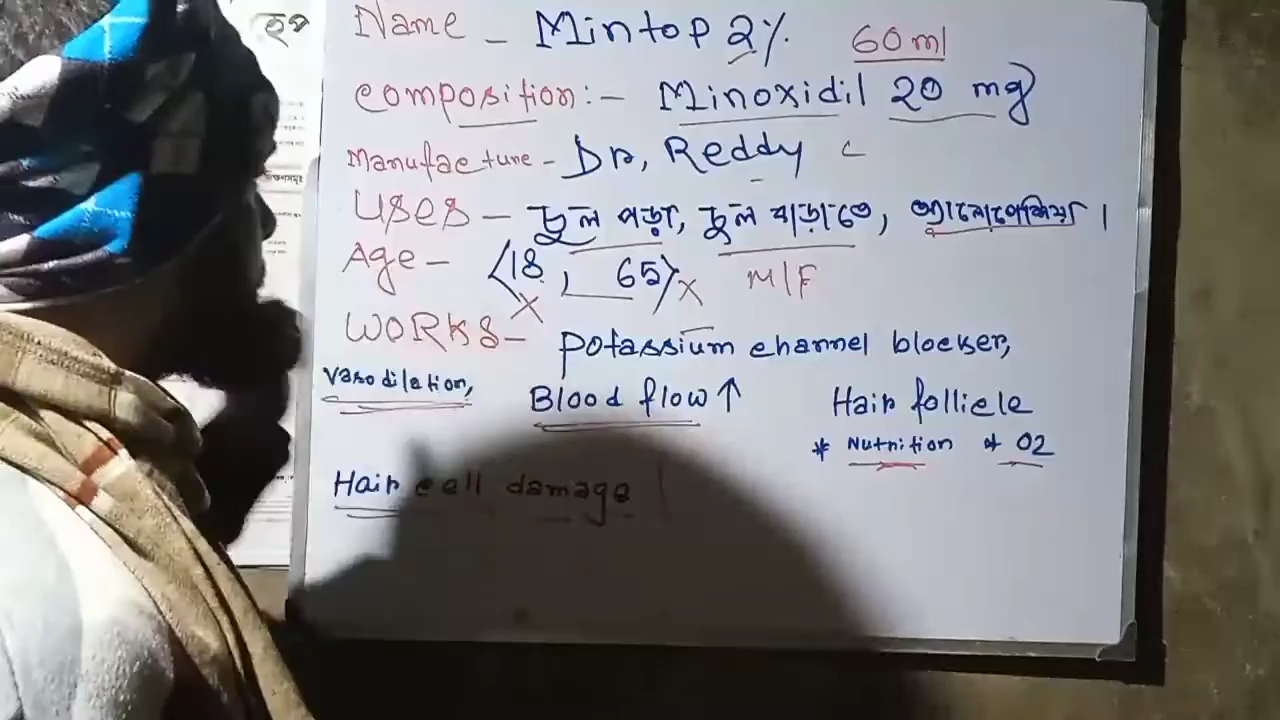 Name - Mintop 2% 60ml
composition:- Minoxidil 20 mg
Manufacture - Dr, Reddy
Uses - চুল পড়া, চুল বাড়াতে, অ্যালোপেকিয়া।
Age - <18, 65> M/F
WORKS - potassium channel blocker,
Vasodilation, Blood flow ↑ Hair follicle
* Nutrition * O2
Hair cell damage